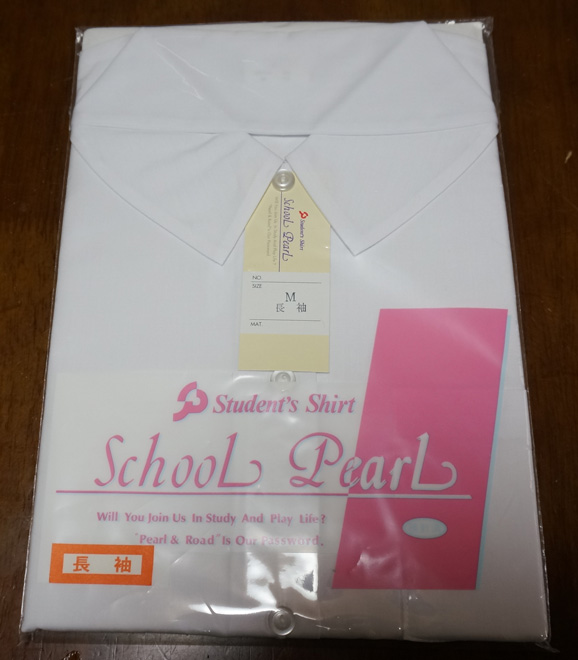 Student's Shirt
School Pearl
NO.
SIZE
M
長 袖
MAT.
Student's Shirt
School Pearl
Will You Join Us In Study And Play Life?
"Pearl & Road" Is Our Password.
長 袖